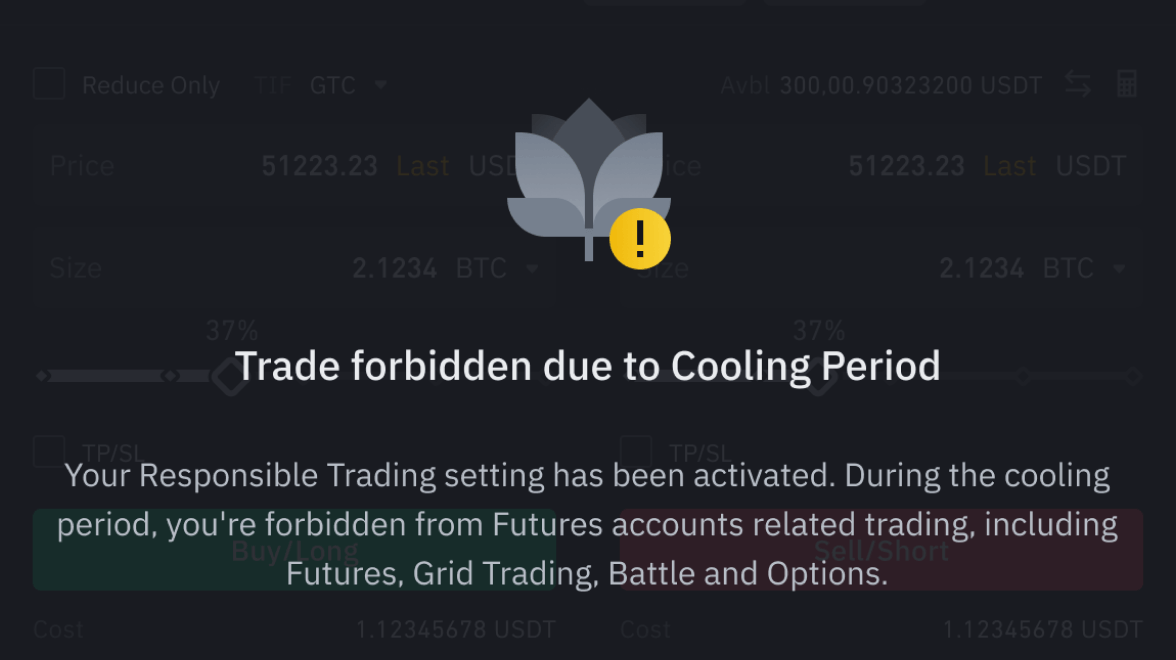 Reduce Only TIF GTC Avbl 300,00.90323200 USDT
Price 51223.23 Last 51223.23 Last USDT
Size 2.1234 BTC 2.1234 BTC
37% 37%
Trade forbidden due to Cooling Period
TP/SL TP/SL
Your Responsible Trading setting has been activated. During the cooling
period, you're forbidden from Futures accounts related trading, including
Buy/Long Sell/Short
Futures, Grid Trading, Battle and Options.
Cost 1.12345678 USDT Cost 1.12345678 USDT